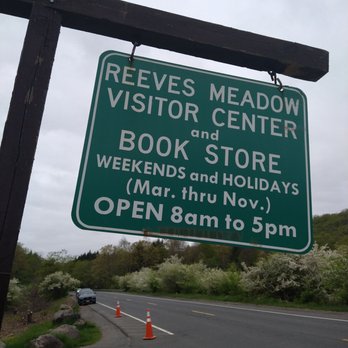 REEVES MEADOW
VISITOR CENTER
and
BOOK STORE
WEEKENDS and HOLIDAYS
(Mar. thru Nov.)
OPEN 8am to 5pm